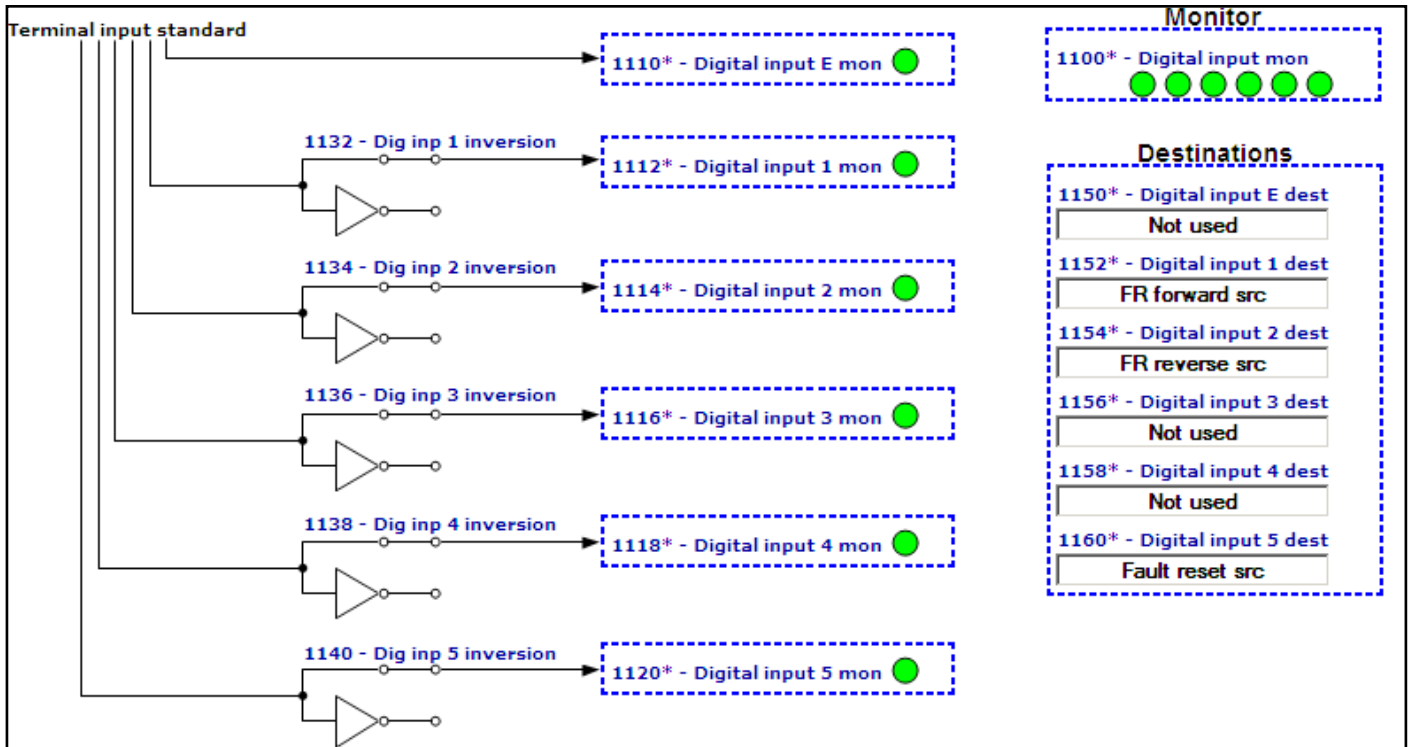 Terminal input standard
1110* - Digital input E mon
1132 - Dig inp 1 inversion
1112* - Digital input 1 mon
1134 - Dig inp 2 inversion
1114* - Digital input 2 mon
1136 - Dig inp 3 inversion
1116* - Digital input 3 mon
1138 - Dig inp 4 inversion
1118* - Digital input 4 mon
1140 - Dig inp 5 inversion
1120* - Digital input 5 mon
Monitor
1100* - Digital input mon
Destinations
1150* - Digital input E dest
Not used
1152* - Digital input 1 dest
FR forward src
1154* - Digital input 2 dest
FR reverse src
1156* - Digital input 3 dest
Not used
1158* - Digital input 4 dest
Not used
1160* - Digital input 5 dest
Fault reset src